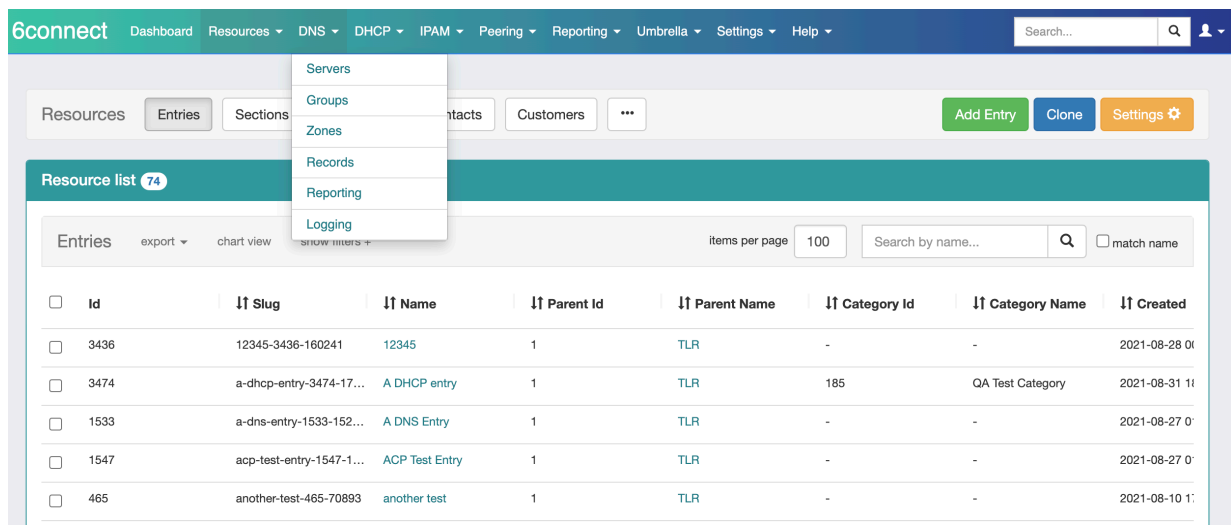 6connect Dashboard Resources DNS DHCP IPAM Peering Reporting Umbrella Settings Help Search...
Servers
Groups
Zones
Records
Reporting
Logging
Resources Entries Sections ntacts Customers ••• Add Entry Clone Settings
Resource list 74
Entries export chart view show filters + items per page 100 Search by name... match name
Id Slug Name Parent Id Parent Name Category Id Category Name Created
3436 12345-3436-160241 12345 1 TLR - - 2021-08-28 00
3474 a-dhcp-entry-3474-17... A DHCP entry 1 TLR 185 QA Test Category 2021-08-31 18
1533 a-dns-entry-1533-152... A DNS Entry 1 TLR - - 2021-08-27 0
1547 acp-test-entry-1547-1... ACP Test Entry 1 TLR - - 2021-08-27 0
465 another-test-465-70893 another test 1 TLR - - 2021-08-10 1